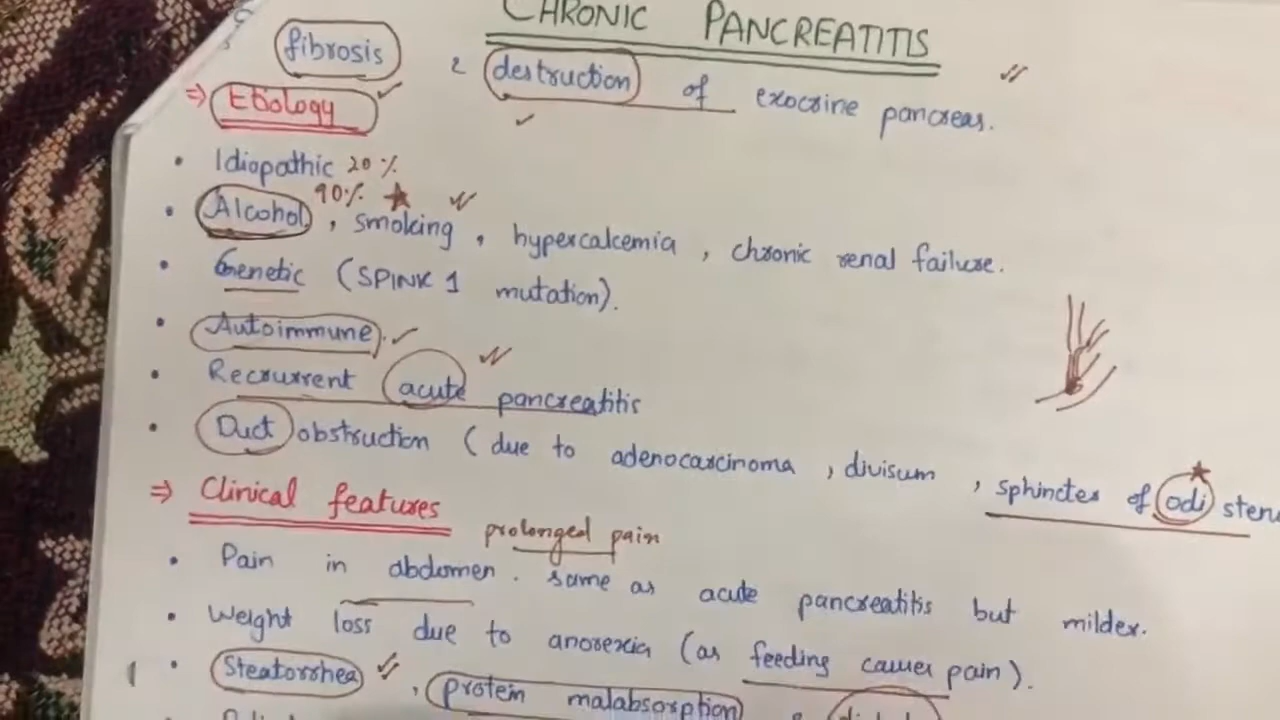 CHRONIC PANCREATITIS
fibrosis & destruction of exocrine pancreas.
⇒ Etiology
• Idiopathic 20%
90%
• Alcohol, smoking, hypercalcemia, chronic renal failure.
• Genetic (SPINK 1 mutation).
• Autoimmune.
• Recurrent acute pancreatitis
• Duct obstruction (due to adenocarcinoma, divisum, sphincter of odi
⇒ Clinical features
prolonged pain
• Pain in abdomen. same as acute pancreatitis but milder.
• Weight loss due to anorexia (as feeding causes pain).
• Steatorrhea, protein malabsorption